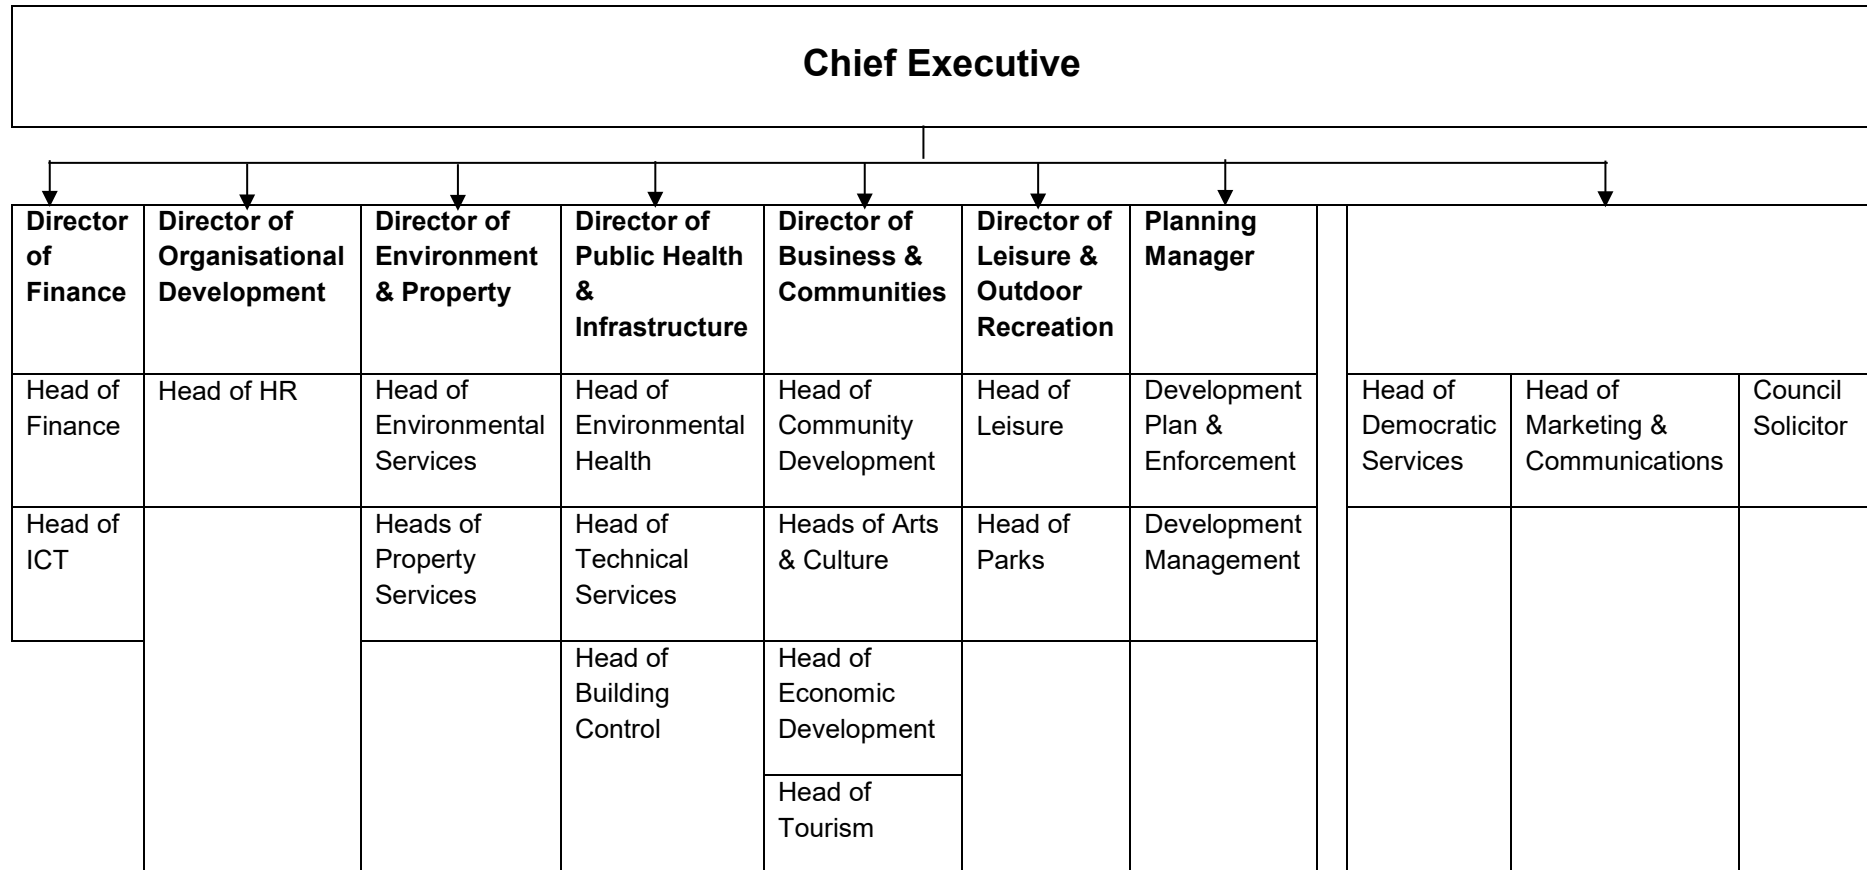 Chief Executive
Director
of
Finance
Director of
Organisational
Development
Director of
Environment
& Property
Director of
Public Health
&
Infrastructure
Director of
Business &
Communities
Director of
Leisure &
Outdoor
Recreation
Planning
Manager
Head of
Finance
Head of HR
Head of
Environmental
Services
Head of
Environmental
Health
Head of
Community
Development
Head of
Leisure
Development
Plan &
Enforcement
Head of
Democratic
Services
Head of
Marketing &
Communications
Council
Solicitor
Head of
ICT
Heads of
Property
Services
Head of
Technical
Services
Heads of Arts
& Culture
Head of
Parks
Development
Management
Head of
Building
Control
Head of
Economic
Development
Head of
Tourism